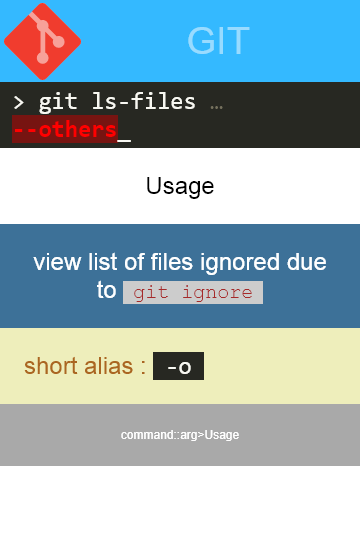 GIT
> git ls-files …
--others_
Usage
view list of files ignored due
to git ignore
short alias : -o
command::arg>Usage